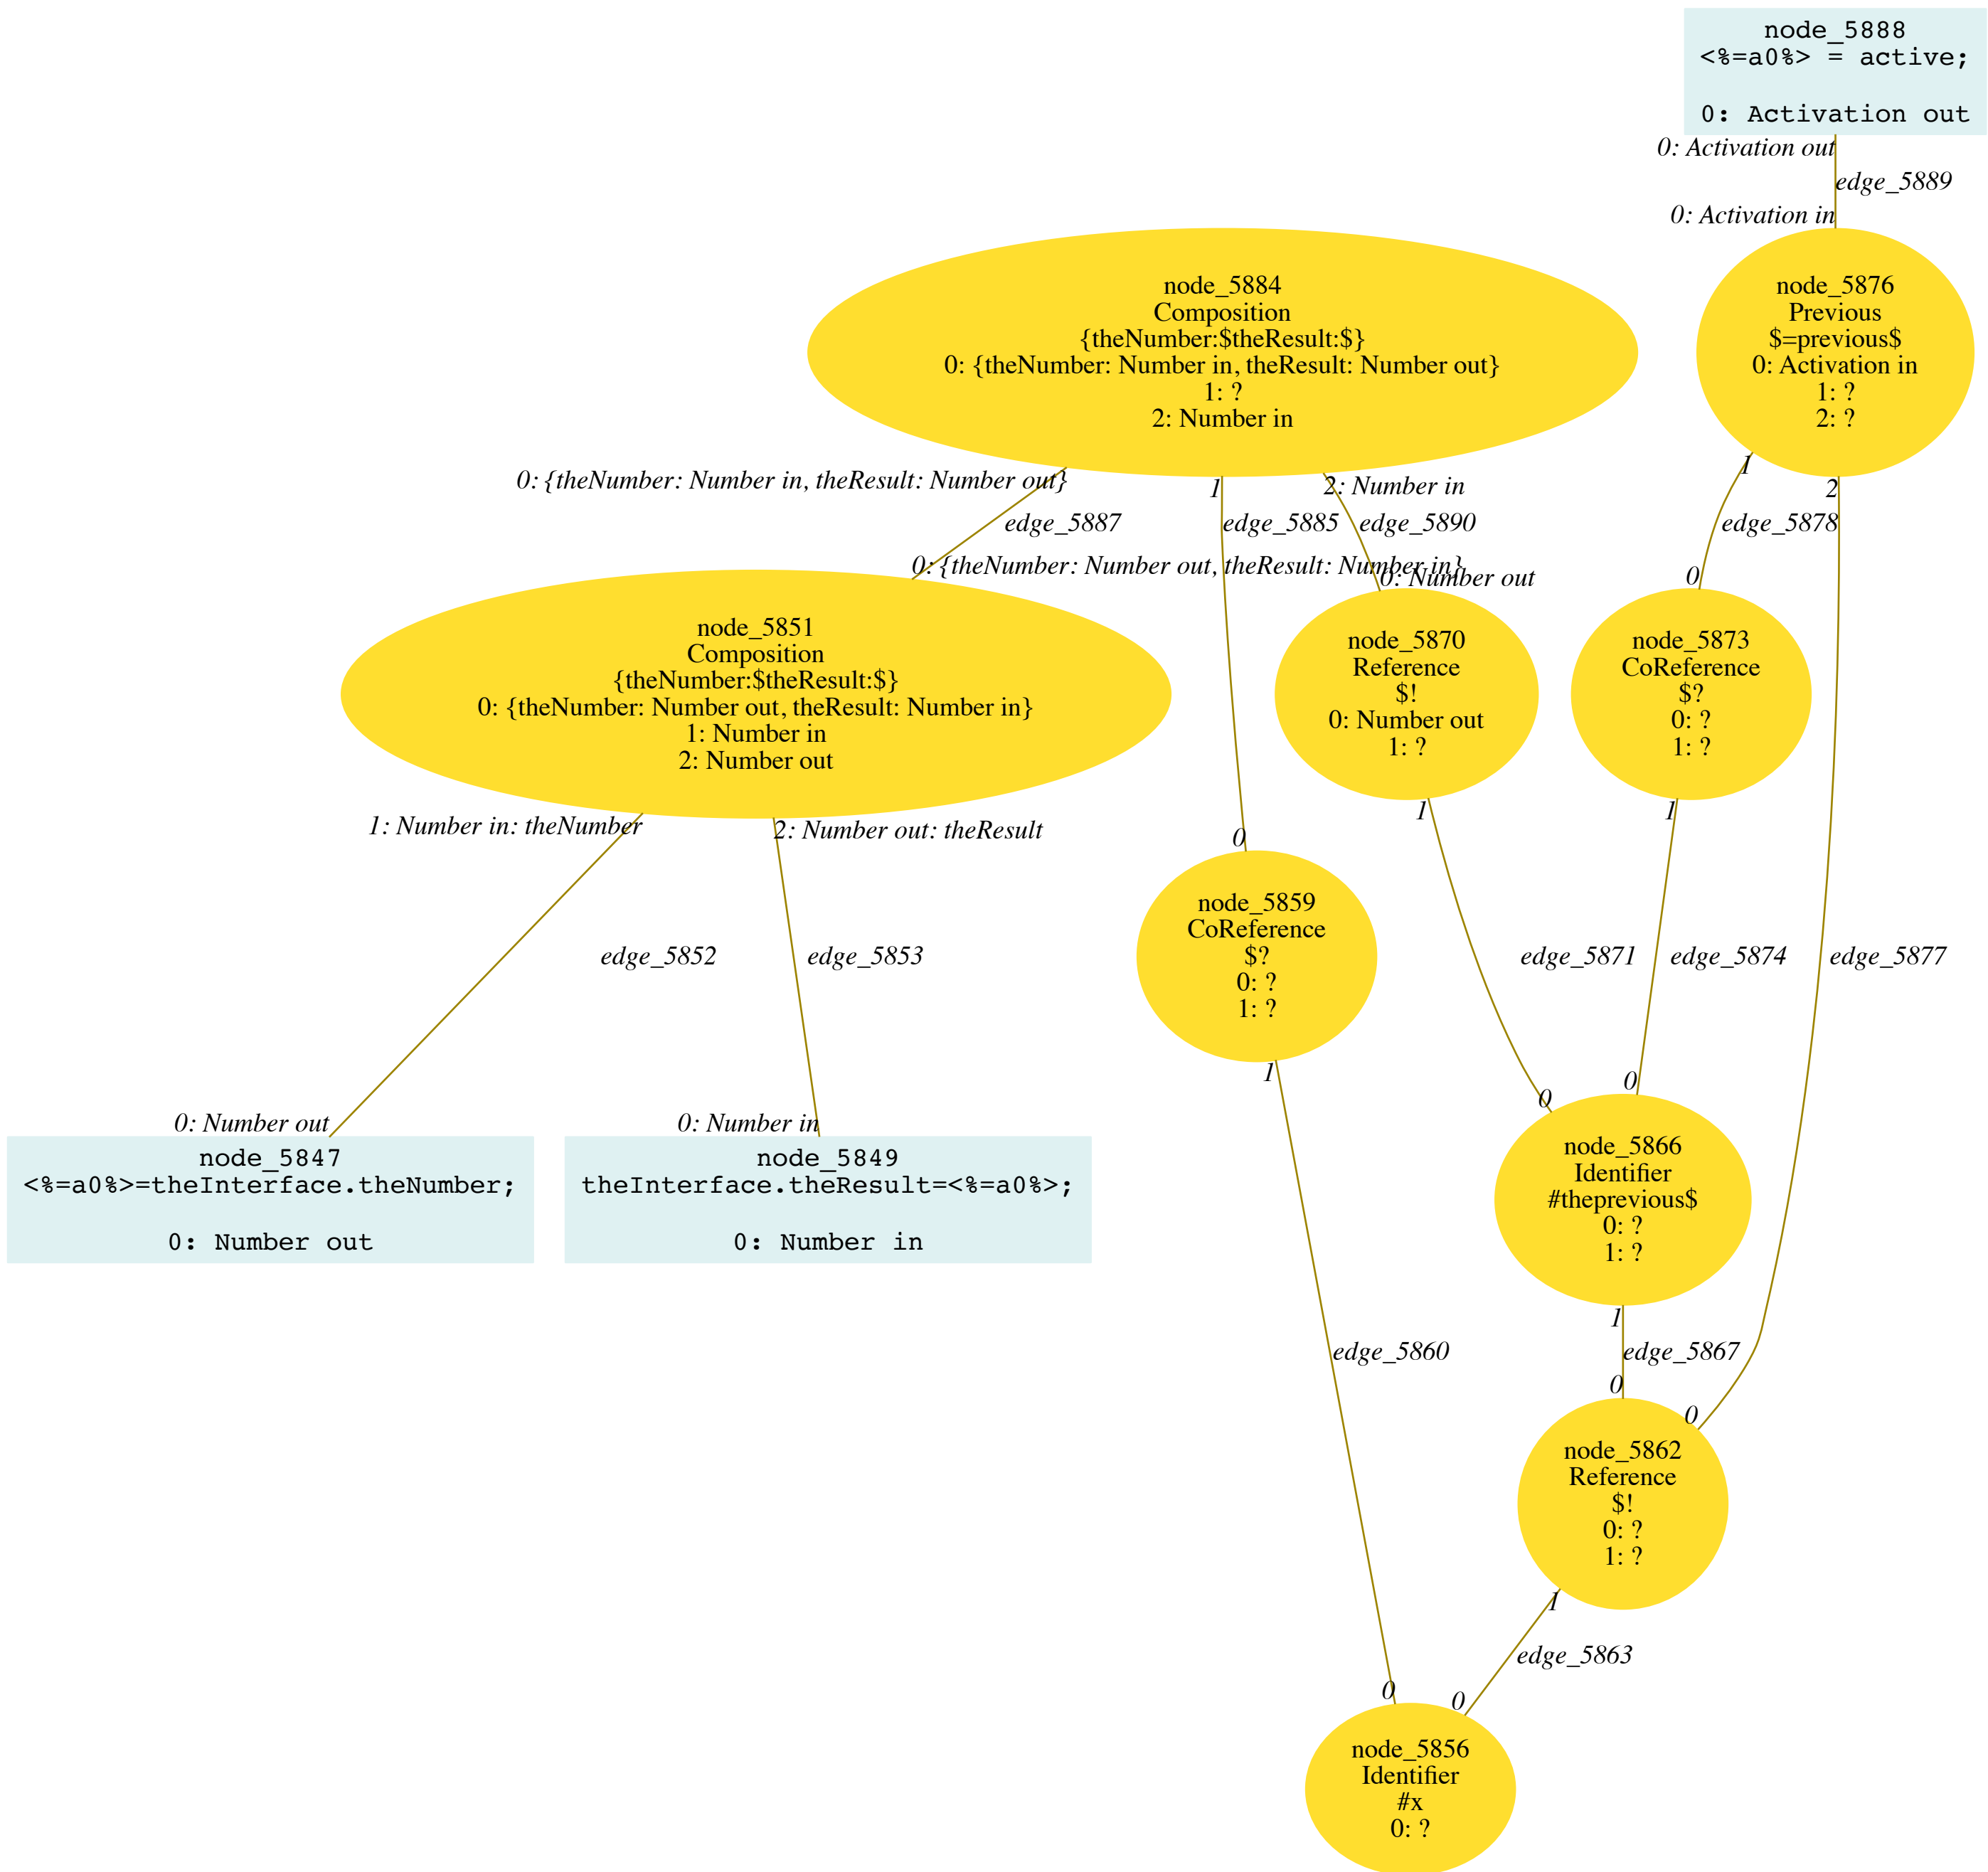 node_5888
<%=a0%> = active;
0: Activation out
0: Activation out
edge_5889
0: Activation in
node_5884
Composition
{theNumber:$theResult:$}
0: {theNumber: Number in, theResult: Number out}
1: ?
2: Number in
node_5876
Previous
$=previous$
0: Activation in
1: ?
2: ?
0: {theNumber: Number in, theResult: Number out}
1
2: Number in
1
2
edge_5887
edge_5885
edge_5890
edge_5878
0: {theNumber: Number out, theResult: Number in}
0: Number out
0
node_5851
Composition
{theNumber:$theResult:$}
0: {theNumber: Number out, theResult: Number in}
1: Number in
2: Number out
node_5870
Reference
$!
0: Number out
1: ?
node_5873
CoReference
$?
0: ?
1: ?
1: Number in: theNumber
2: Number out: theResult
0
1
1
node_5859
CoReference
$?
0: ?
1: ?
edge_5852
edge_5853
edge_5871
edge_5874
edge_5877
1
0: Number out
0: Number in
0
0
node_5847
<%=a0%>=theInterface.theNumber;
0: Number out
node_5849
theInterface.theResult=<%=a0%>;
0: Number in
node_5866
Identifier
#theprevious$
0: ?
1: ?
1
edge_5860
edge_5867
0
0
node_5862
Reference
$!
0: ?
1: ?
1
edge_5863
0
0
node_5856
Identifier
#x
0: ?